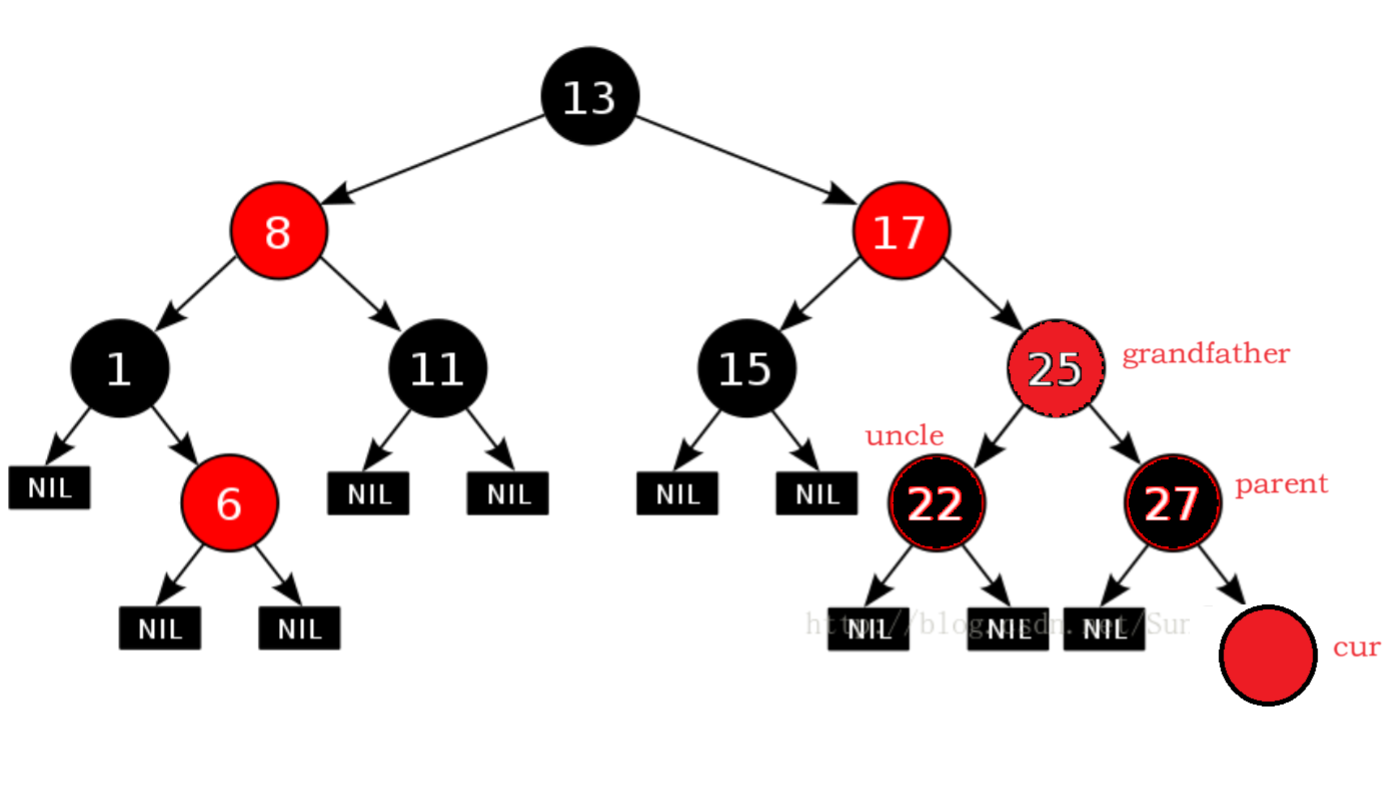 13
8
17
1
11
15
25
grandfather
uncle
NIL
6
NIL
NIL
NIL
NIL
22
27
parent
NIL
NIL
http://blog.csdn.net/Sur
NIL
NIL
NIL
cur